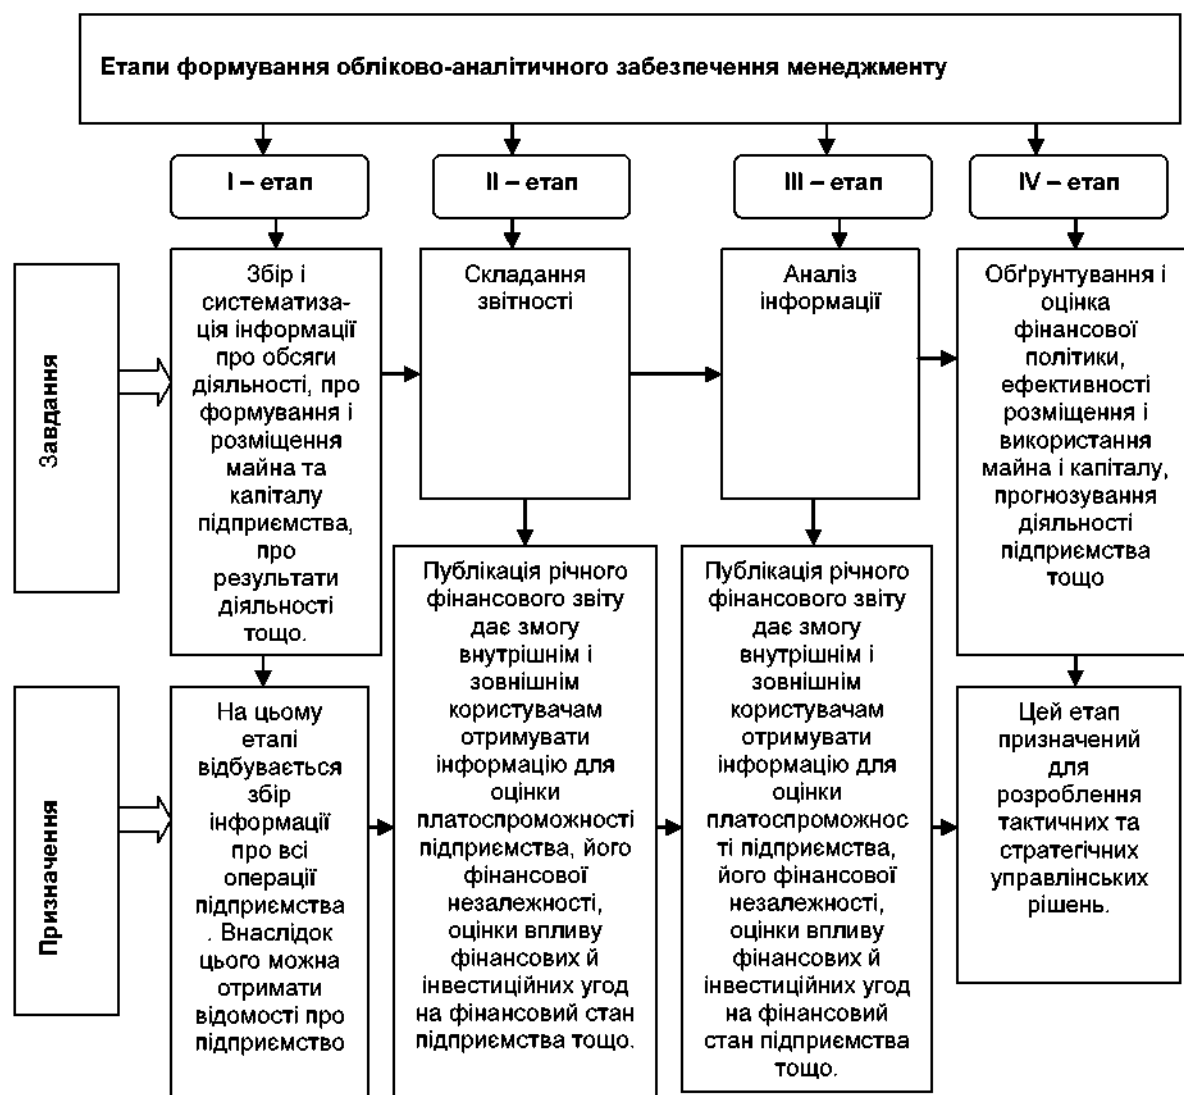 Етапи формування обліково-аналітичного забезпечення менеджменту
І – етап
ІІ – етап
ІІІ – етап
IV – етап
Завдання
Збір і
систематиза-
ція інформації
про обсяги
діяльності, про
формування і
розміщення
майна та
капіталу
підприємства,
про
результати
діяльності
тощо.
Складання
звітності
Аналіз
інформації
Обґрунтування і
оцінка
фінансової
політики,
ефективності
розміщення і
використання
майна і капіталу,
прогнозування
діяльності
підприємства
тощо
Призначення
На цьому
етапі
відбувається
збір
інформації
про всі
операції
підприємства
. Внаслідок
цього можна
отримати
відомості про
підприємство
Публікація річного
фінансового звіту
дає змогу
внутрішнім і
зовнішнім
користувачам
отримувати
інформацію для
оцінки
платоспроможності
підприємства, його
фінансової
незалежності,
оцінки впливу
фінансових й
інвестиційних угод
на фінансовий стан
підприємства тощо.
Публікація річного
фінансового звіту
дає змогу
внутрішнім і
зовнішнім
користувачам
отримувати
інформацію для
оцінки
платоспроможнос
ті підприємства,
його фінансової
незалежності,
оцінки впливу
фінансових й
інвестиційних угод
на фінансовий
стан підприємства
тощо.
Цей етап
призначений
для
розроблення
тактичних та
стратегічних
управлінських
рішень.